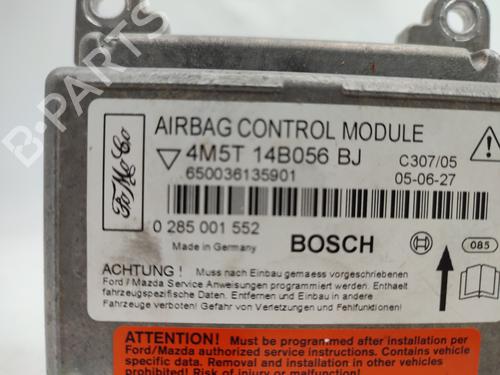 AIRBAG CONTROL MODULE
4M5T 14B056 BJ
C307/05
650036135901
05-06-27
FoMoCo
0 285 001 552
Made in Germany
BOSCH
085
ACHTUNG ! Muss nach Einbau gemaess vorgeschriebenen
Ford / Mazda Service Anweisungen programmiert werden. Enthält
fahrzeugspezifische Daten. Entfernen und Einbau in andere
Fahrzeuge verboten! Gefahr von Verletzungen und Fehlfunktionen!
ATTENTION! Must be programmed after installation per
Ford/Mazda authorized service instructions. Contains vehicle
specific data. Removal and installation in other vehicles
prohibited! Risk of injury or malfunction!
B-PARTS